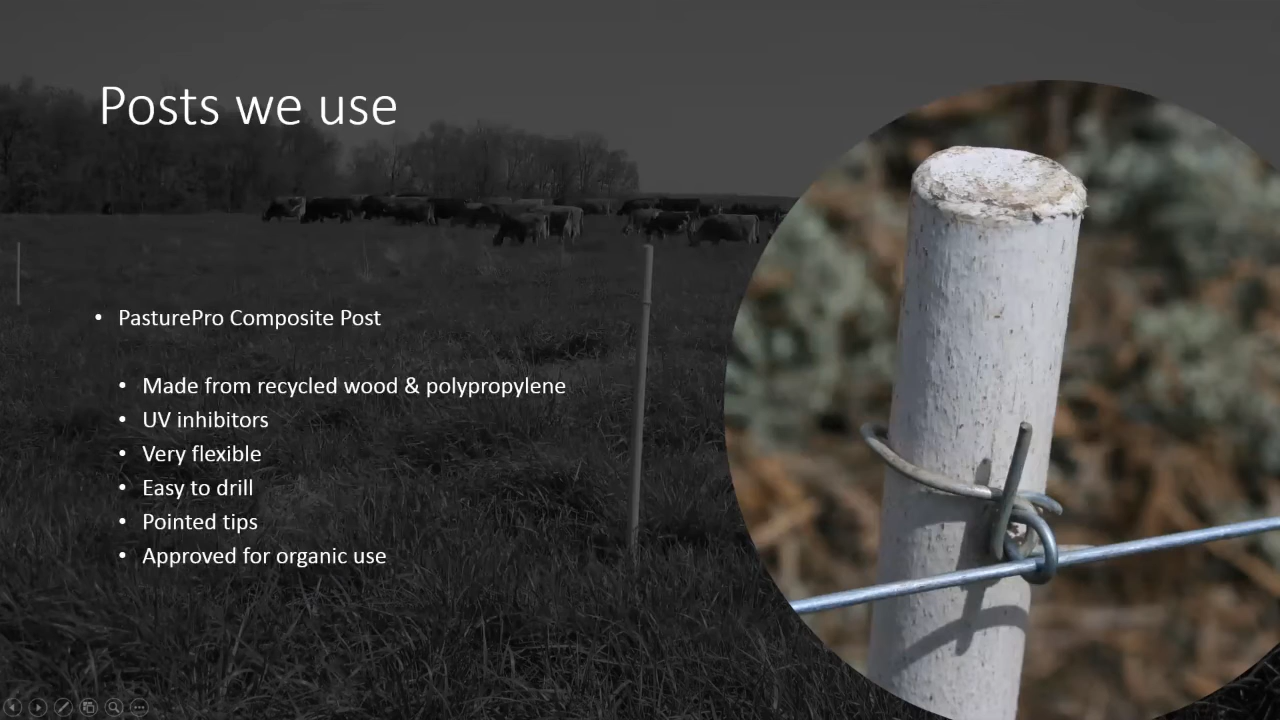 Posts we use
• PasturePro Composite Post
• Made from recycled wood & polypropylene
• UV inhibitors
• Very flexible
• Easy to drill
• Pointed tips
• Approved for organic use